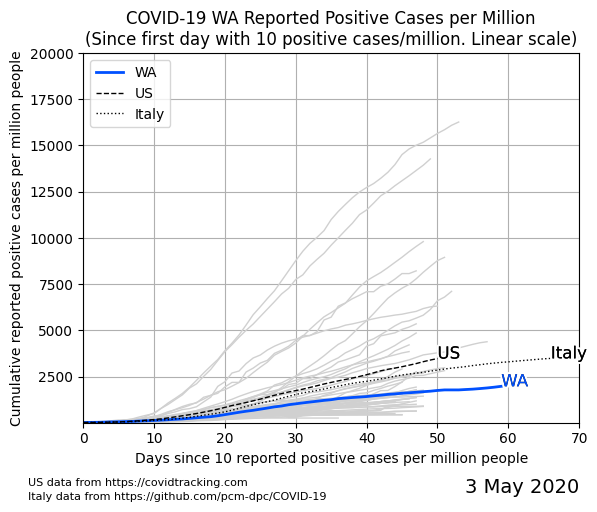 COVID-19 WA Reported Positive Cases per Million
(Since first day with 10 positive cases/million. Linear scale)
Cumulative reported positive cases per million people
20000
17500
15000
12500
10000
7500
5000
2500
WA
US
Italy
US
Italy
WA
0 10 20 30 40 50 60 70
Days since 10 reported positive cases per million people
US data from https://covidtracking.com
Italy data from https://github.com/pcm-dpc/COVID-19
3 May 2020